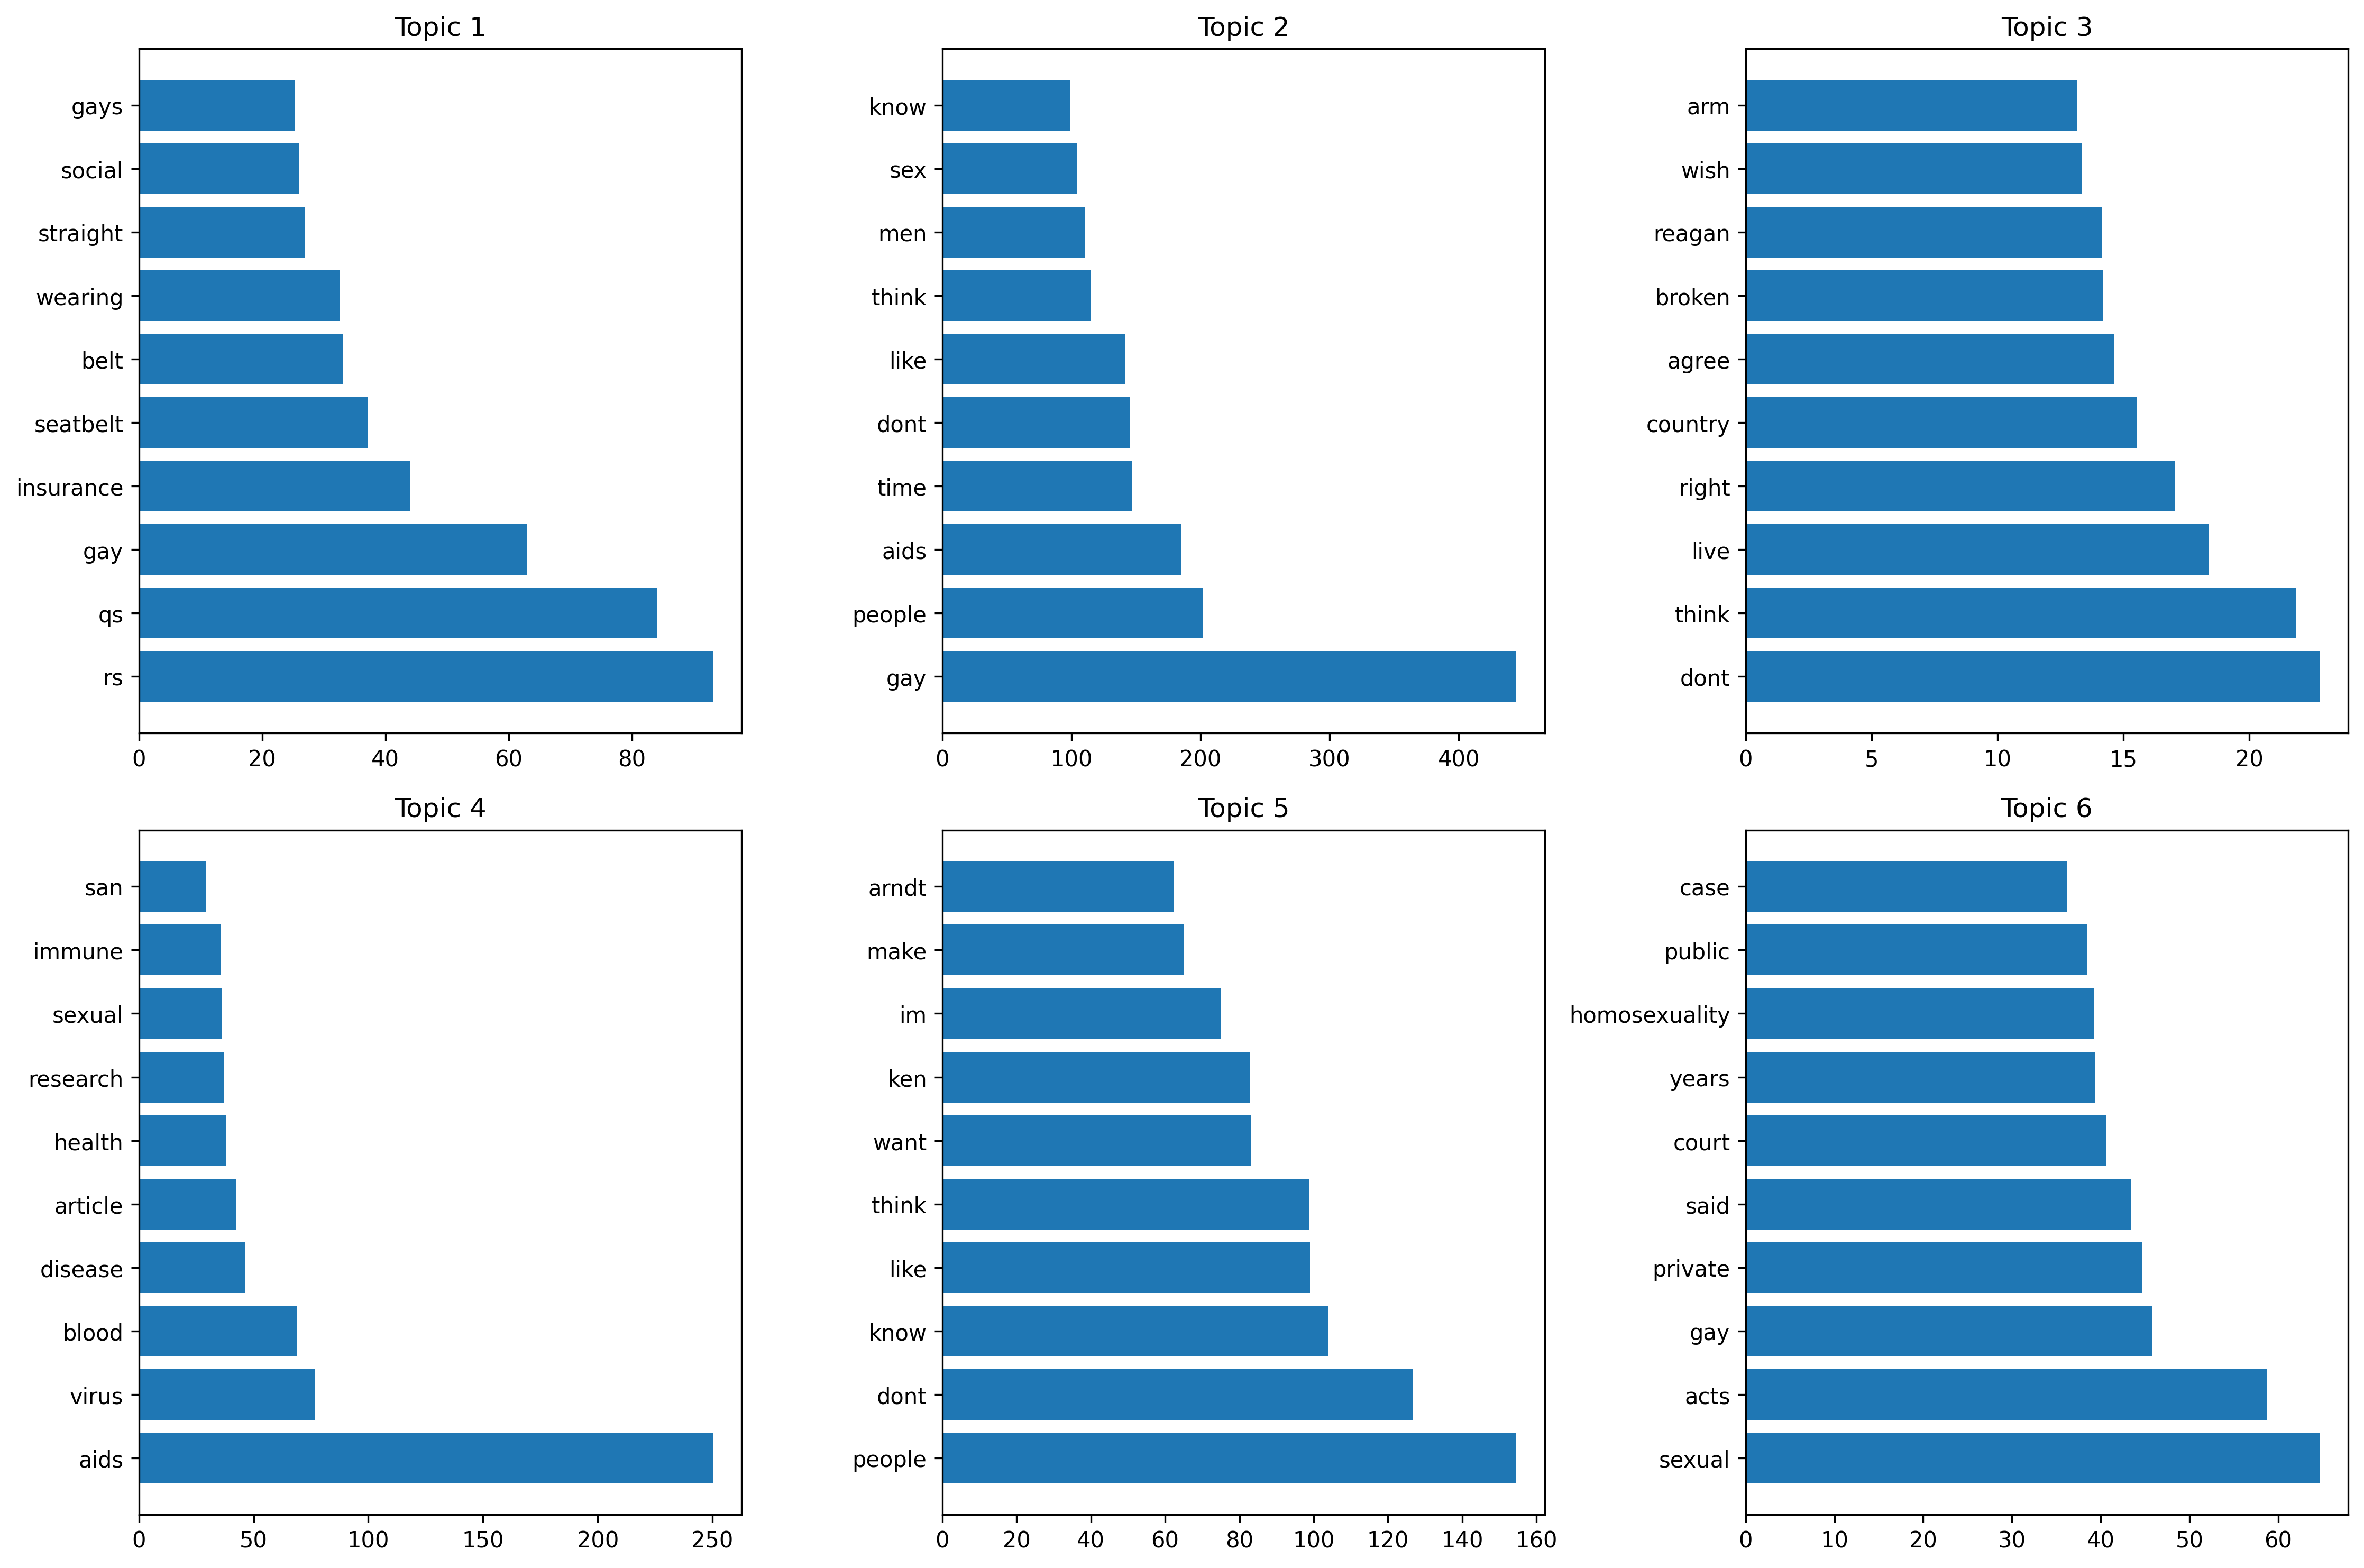 Topic 1
gays
social
straight
wearing
belt
seatbelt
insurance
gay
qs
rs
0 20 40 60 80
Topic 2
know
sex
men
think
like
dont
time
aids
people
gay
0 100 200 300 400
Topic 3
arm
wish
reagan
broken
agree
country
right
live
think
dont
0 5 10 15 20
Topic 4
san
immune
sexual
research
health
article
disease
blood
virus
aids
0 50 100 150 200 250
Topic 5
arndt
make
im
ken
want
think
like
know
dont
people
0 20 40 60 80 100 120 140 160
Topic 6
case
public
homosexuality
years
court
said
private
gay
acts
sexual
0 10 20 30 40 50 60